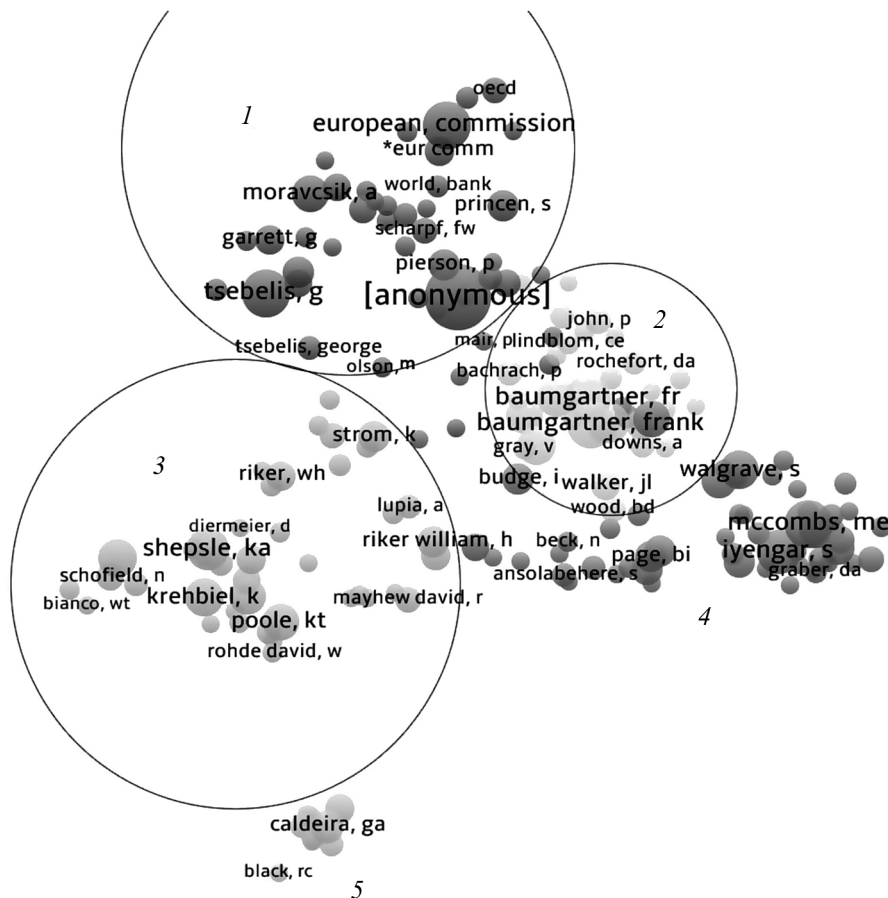 oecd
1
european, commission
*eur comm
world, bank
moravcsik, a
princen, s
scharpf, fw
garrett, g
pierson, p
tsebelis, g
[anonymous]
john, p
2
tsebelis, george
mair, p
lindblom, ce
olson, m
bachrach, p
rochefort, da
baumgartner, fr
baumgartner, frank
strom, k
gray, v
downs, a
3
riker, wh
budge, i
walker, jl
walgrave, s
lupia, a
wood, bd
diermeier, d
mccombs, me
shepsle, ka
riker william, h
beck, n
page, bi
iyengar, s
schofield, n
ansolabehere, s
graber, da
bianco, wt
krehbiel, k
mayhew david, r
poole, kt
4
rohde david, w
caldeira, ga
black, rc
5